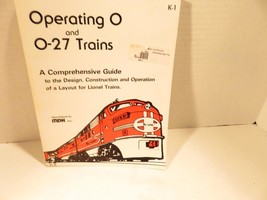 K-1
Operating O
and
O-27 Trains
A Comprehensive Guide
to the Design, Construction and Operation
of a Layout for Lionel Trains.